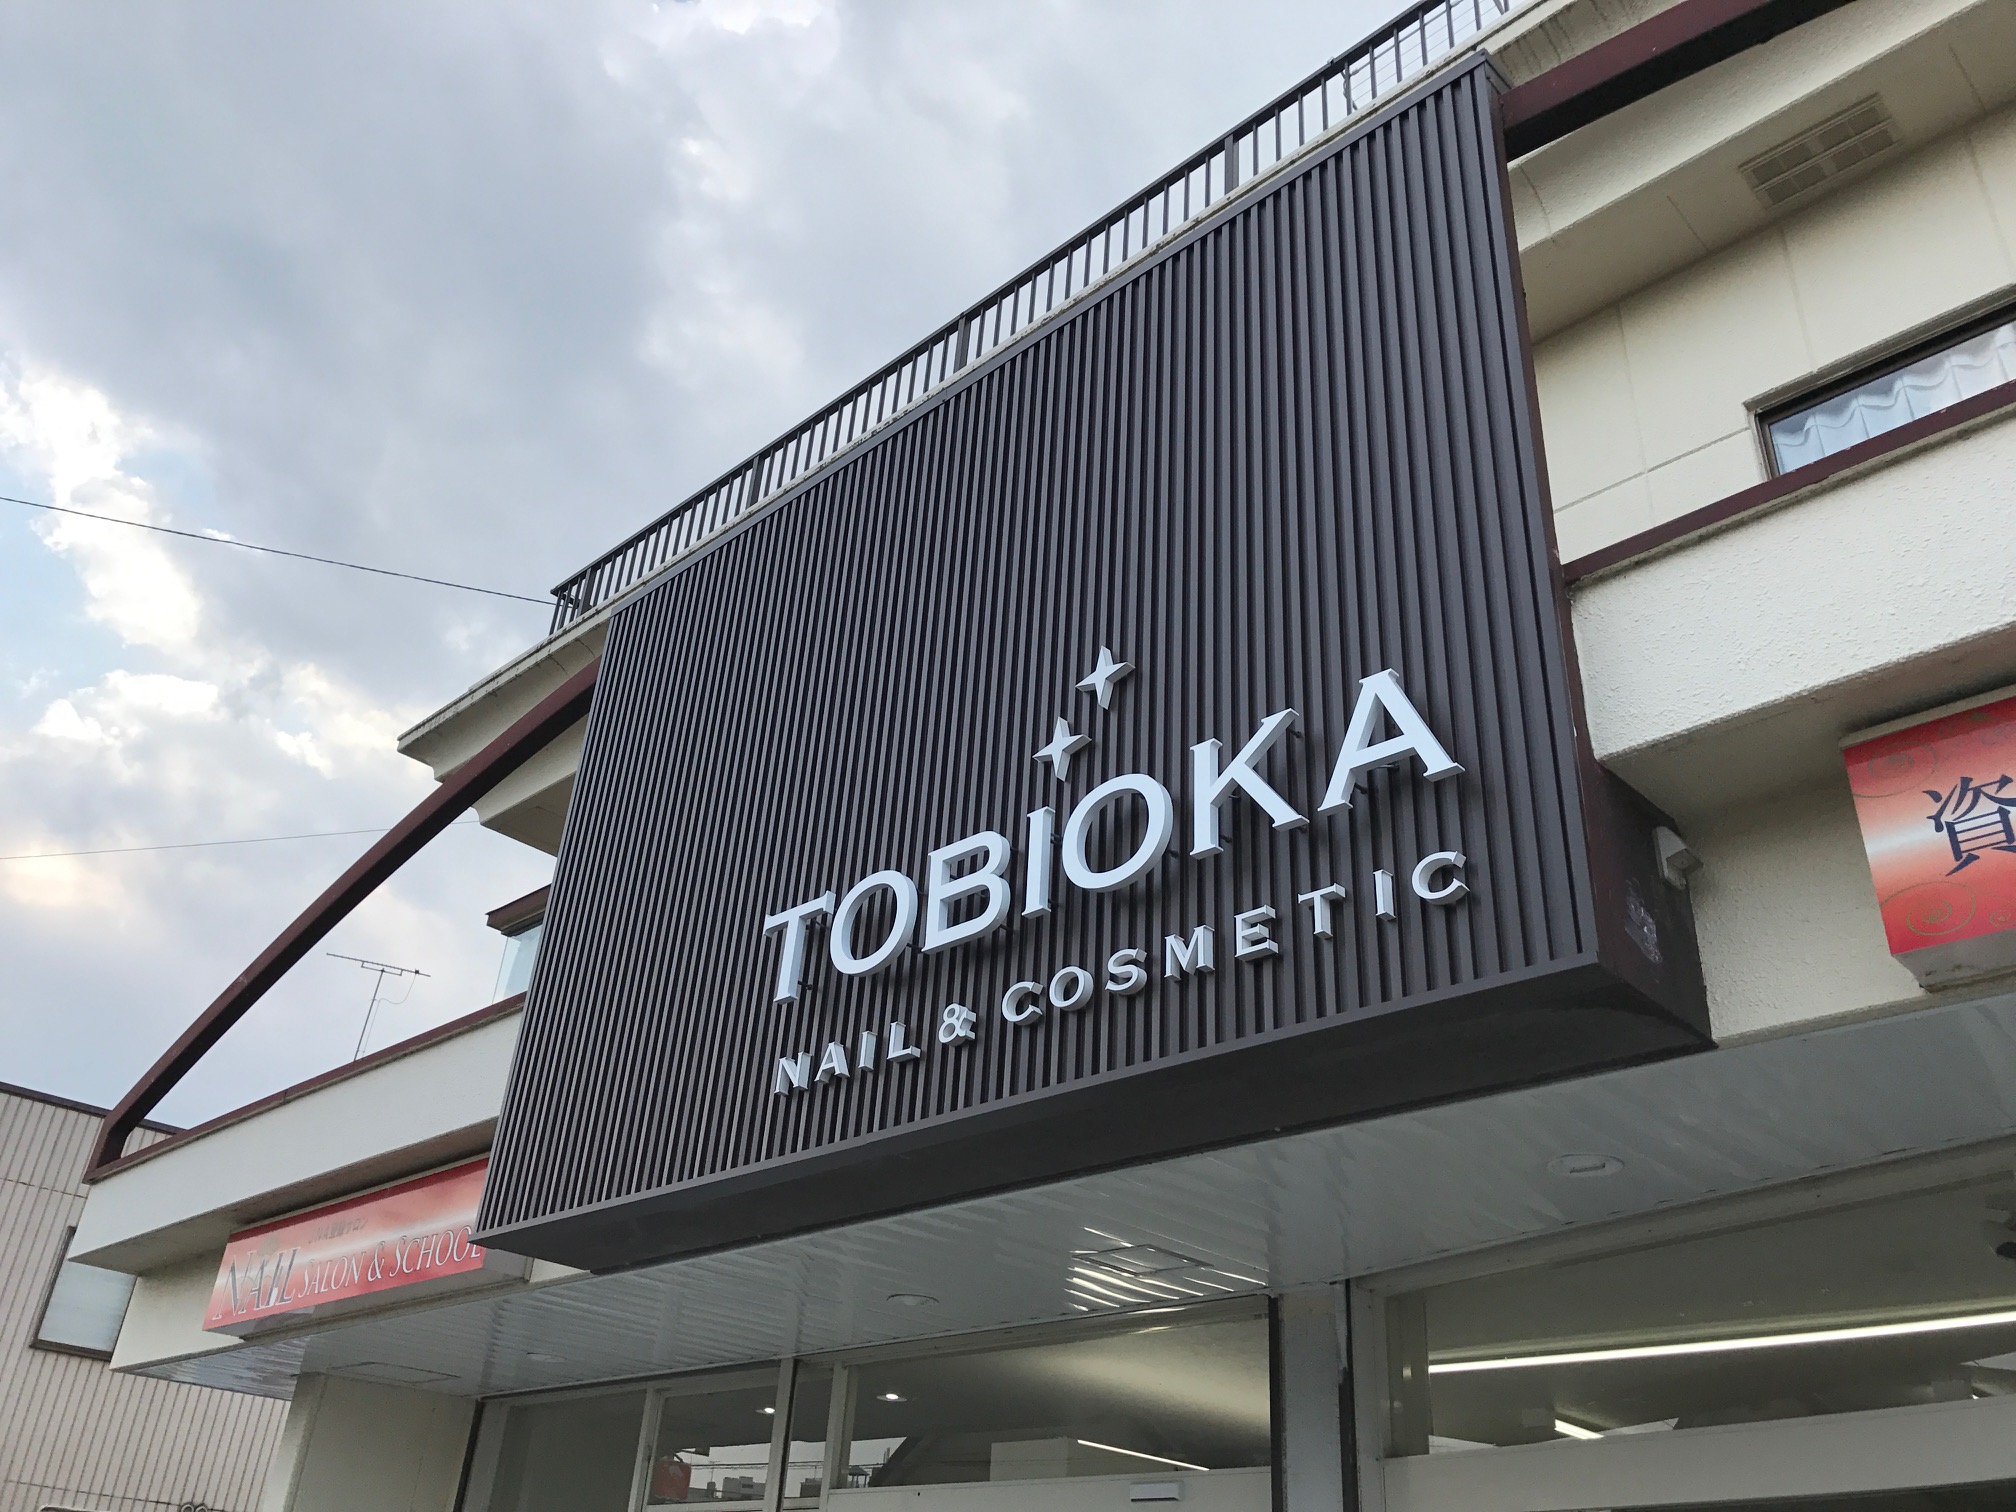 TOBIOKA
NAIL & COSMETIC
資
NAIL SALON & SCHOOL